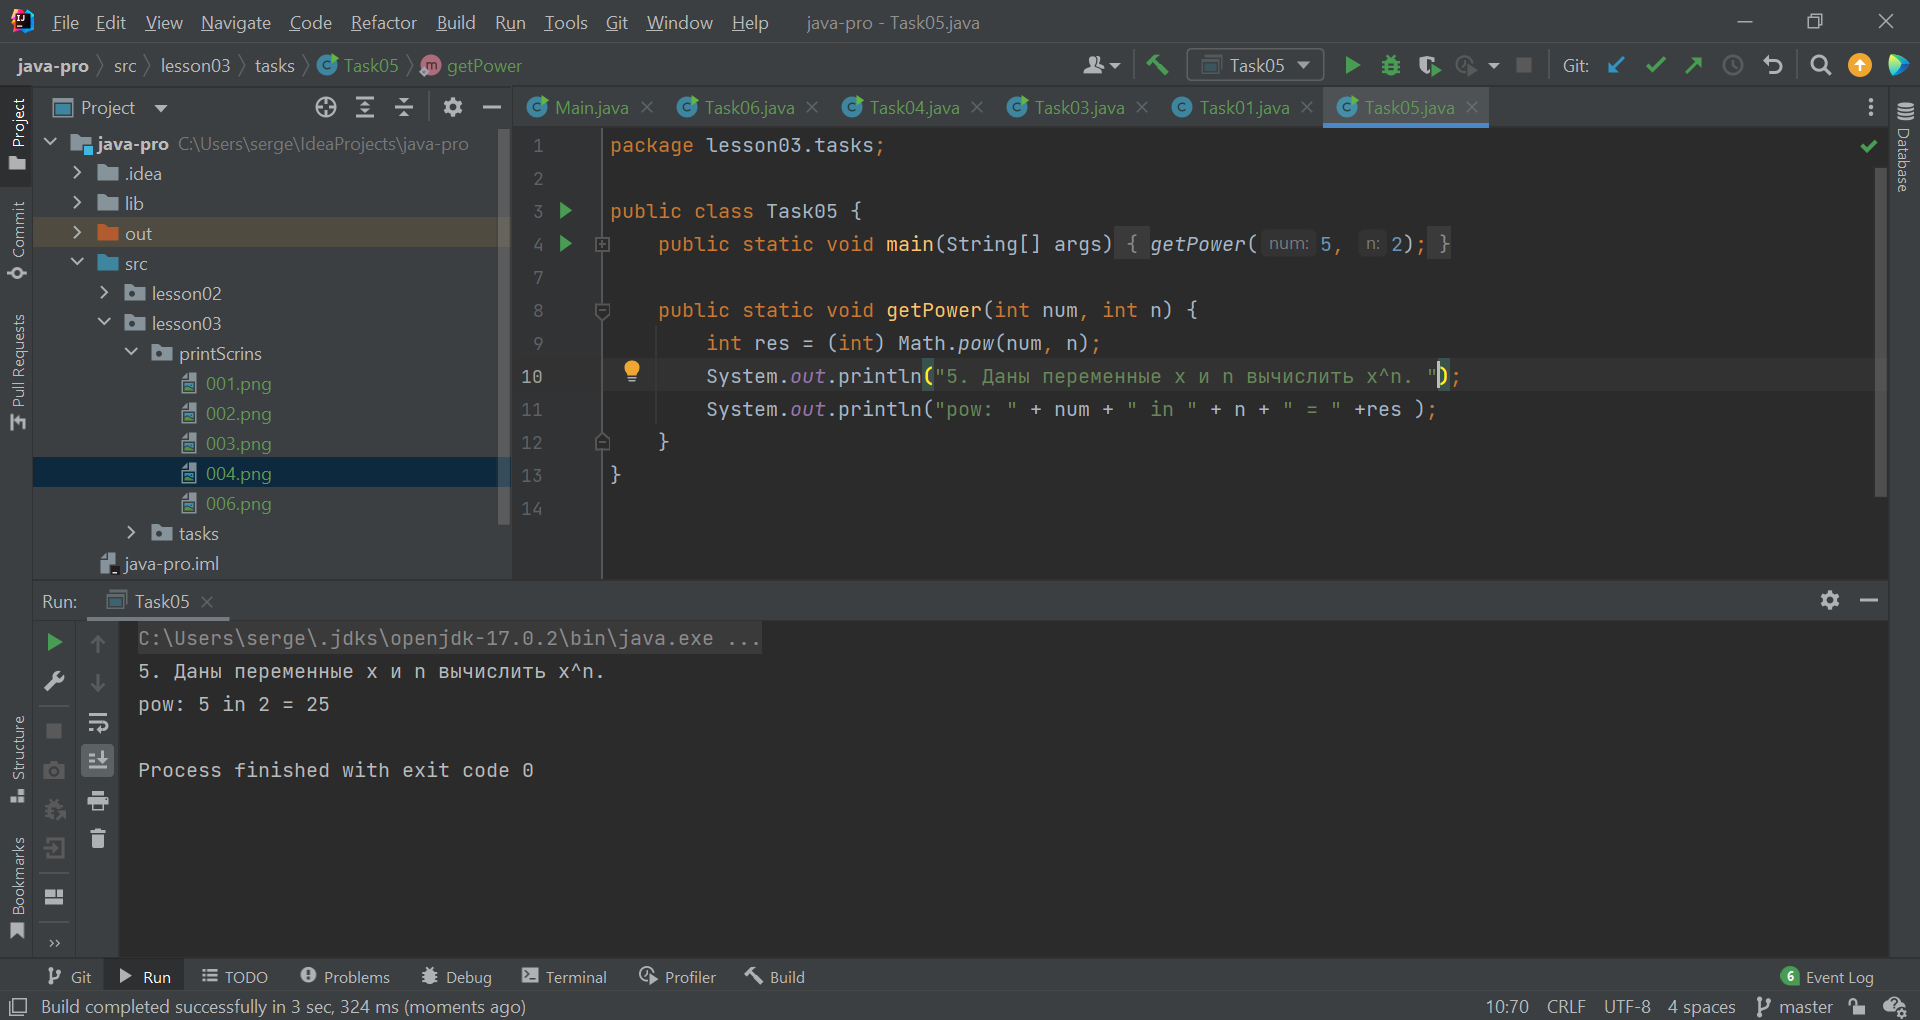 File Edit View Navigate Code Refactor Build Run Tools Git Window Help java-pro - Task05.java
java-pro src lesson03 tasks Task05 getPower
Task05 Git:
Project
Main.java Task06.java Task04.java Task03.java Task01.java Task05.java
java-pro C:\Users\serge\IdeaProjects\java-pro
.idea
lib
out
src
lesson02
lesson03
printScrins
001.png
002.png
003.png
004.png
006.png
tasks
java-pro.iml
Project
Commit
Pull Requests
Structure
Bookmarks
Database
1 package lesson03.tasks;
2
3 public class Task05 {
4 public static void main(String[] args) { getPower( num: 5, n: 2); }
7
8 public static void getPower(int num, int n) {
9 int res = (int) Math.pow(num, n);
10 System.out.println("5. Даны переменные x и n вычислить x^n. ");
11 System.out.println("pow: " + num + " in " + n + " = " +res );
12 }
13 }
14
Run: Task05
C:\Users\serge\.jdks\openjdk-17.0.2\bin\java.exe ...
5. Даны переменные x и n вычислить x^n.
pow: 5 in 2 = 25
Process finished with exit code 0
Git Run TODO Problems Debug Terminal Profiler Build 6 Event Log
Build completed successfully in 3 sec, 324 ms (moments ago) 10:70 CRLF UTF-8 4 spaces master